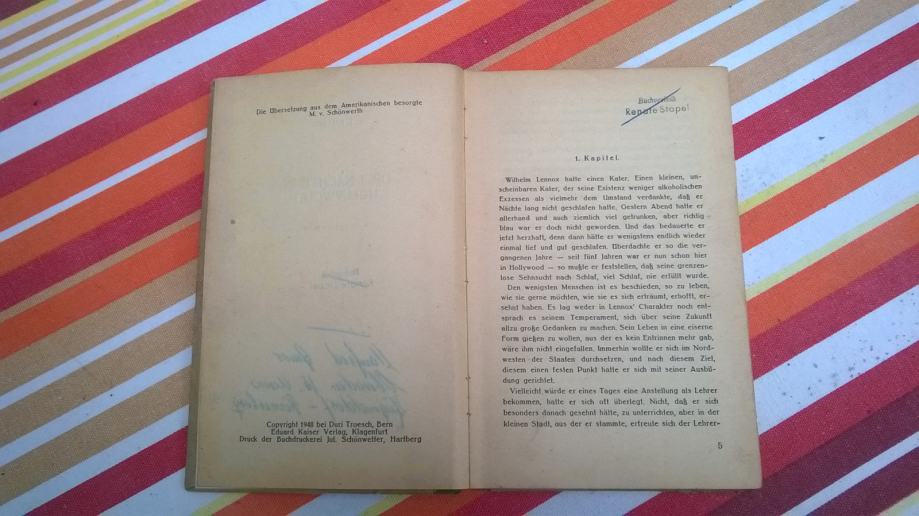 Die Übersetzung aus dem Amerikanischen besorgte
M. v. Schönwerth
Copyright 1948 bei Duri Troesch, Bern
Eduard Kaiser Verlag, Klagenfurt
Druck der Buchdruckerei Jul. Schönwetter, Hartberg
Renate Stapel
1. Kapitel.
Wilhelm Lennox hatte einen Kater. Einen kleinen, un-
scheinbaren Kater, der seine Existenz weniger alkoholischen
Exzessen als vielmehr dem Umstand verdankte, daß er
Nächte lang nicht geschlafen hatte. Gestern Abend hatte er
allerhand und auch ziemlich viel getrunken, aber richtig
blau war er doch nicht geworden. Und das bedauerte er
jetzt herzhaft, denn dann hätte er wenigstens endlich wieder
einmal tief und gut geschlafen. Überdachte er so die ver-
gangenen Jahre — seit fünf Jahren war er nun schon hier
in Hollywood — so mußte er feststellen, daß seine grenzen-
lose Sehnsucht nach Schlaf, viel Schlaf, nie erfüllt wurde.
Den wenigsten Menschen ist es beschieden, so zu leben,
wie sie gerne möchten, wie sie es sich erträumt, erhofft, er-
sehnt haben. Es lag weder in Lennox' Charakter noch ent-
sprach es seinem Temperament, sich über seine Zukunft
allzu große Gedanken zu machen. Sein Leben in eine eiserne
Form gießen zu wollen, aus der es kein Entrinnen mehr gab,
wäre ihm nicht eingefallen. Immerhin wollte er sich im Nord-
westen der Staaten durchsetzen, und nach diesem Ziel,
diesem einen festen Punkt hatte er sich mit seiner Ausbil-
dung gerichtet.
Vielleicht würde er eines Tages eine Anstellung als Lehrer
bekommen, hatte er sich oft überlegt. Nicht, daß er sich
besonders danach gesehnt hätte, zu unterrichten, aber in der
kleinen Stadt, aus der er stammte, erfreute sich der Lehrer-
5